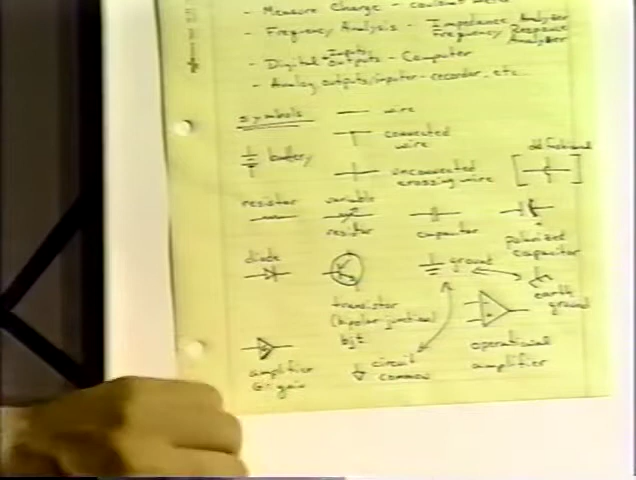 - Measure Charge -
- Frequency Analysis - Impedance Analyzer
Frequency Response
Analyzer
- Digital Inputs/Outputs - Computer
- Analog outputs/inputs - recorder, etc.
symbols
wire
connected
wire
battery
unconnected
crossing wire
old fashioned
resistor
variable
resistor
capacitor
polarized
capacitor
diode
ground
earth
ground
transistor
(bipolar-junction)
bjt
operational
amplifier
amplifier
G: gain
circuit
common